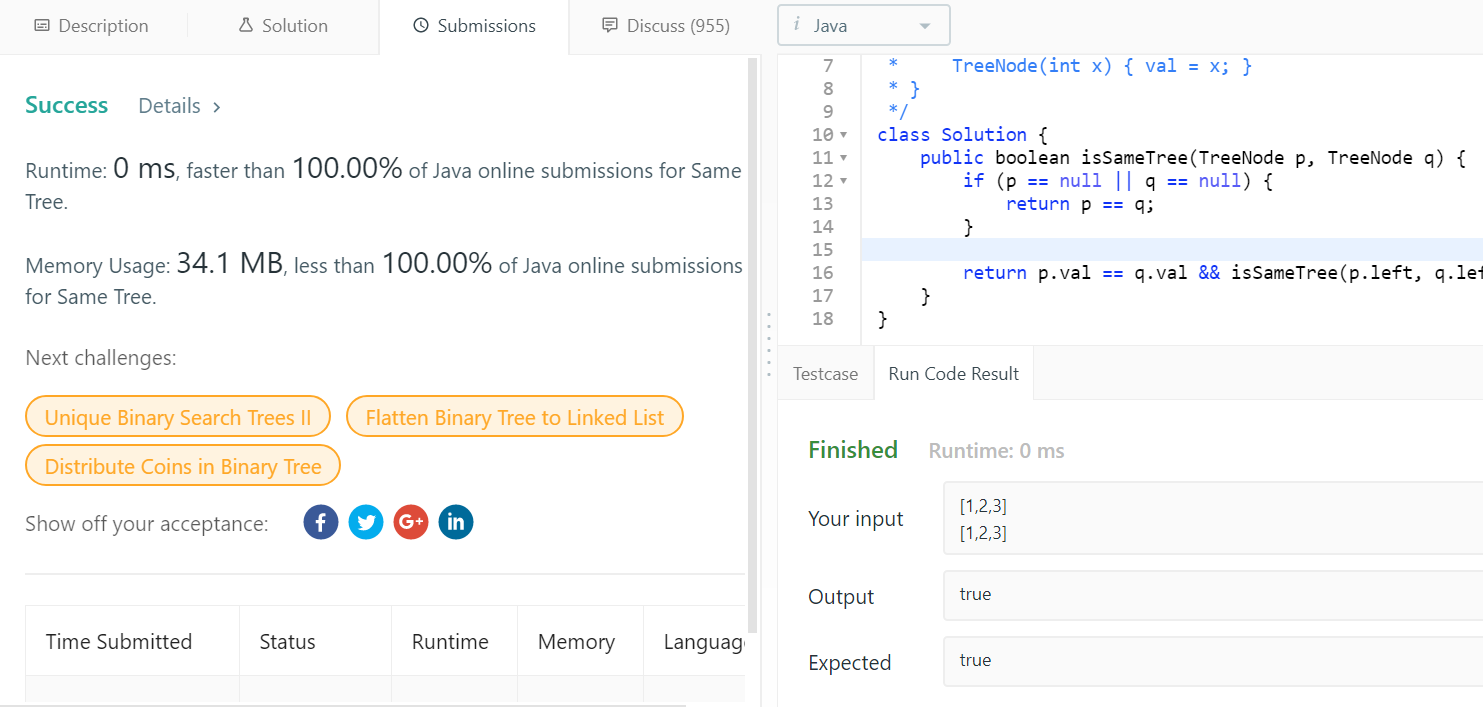 Description
Solution
Submissions
Discuss (955)
Success
Details >
Runtime: 0 ms, faster than 100.00% of Java online submissions for Same
Tree.
Memory Usage: 34.1 MB, less than 100.00% of Java online submissions
for Same Tree.
Next challenges:
Unique Binary Search Trees II
Flatten Binary Tree to Linked List
Distribute Coins in Binary Tree
Show off your acceptance:
f
G+
in
Time Submitted
Status
Runtime
Memory
Languag
i Java
7 *     TreeNode(int x) { val = x; }
8 * }
9 */
10 class Solution {
11     public boolean isSameTree(TreeNode p, TreeNode q) {
12         if (p == null || q == null) {
13             return p == q;
14         }
15
16         return p.val == q.val && isSameTree(p.left, q.lef
17     }
18 }
Testcase
Run Code Result
Finished
Runtime: 0 ms
Your input
[1,2,3]
[1,2,3]
Output
true
Expected
true